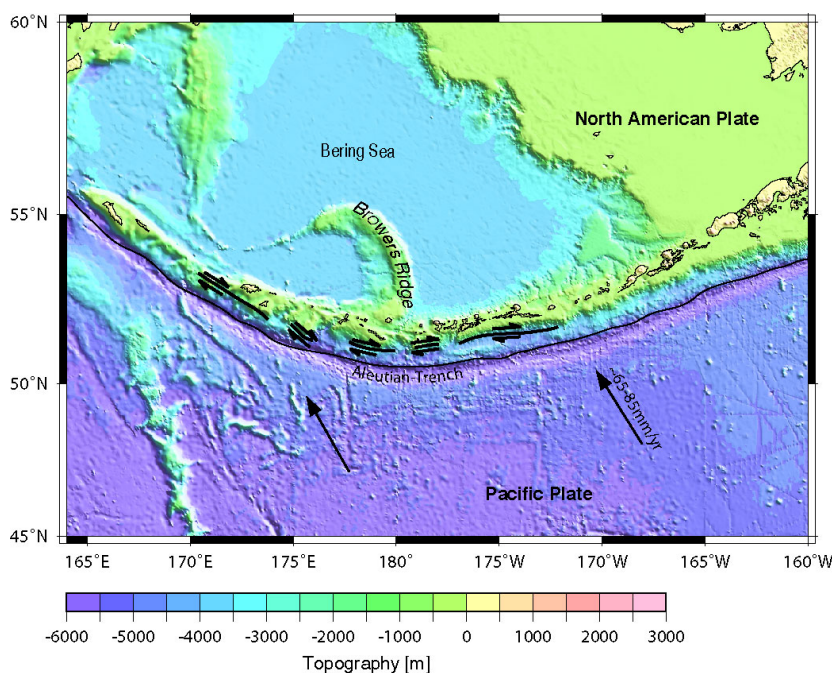 60°N
North American Plate
Bering Sea
55°N
Browers Ridge
50°N
Aleutian Trench
~65-85mm/yr
Pacific Plate
45°N
165°E 170°E 175°E 180° 175°W 170°W 165°W 160°W
-6000 -5000 -4000 -3000 -2000 -1000 0 1000 2000 3000
Topography [m]